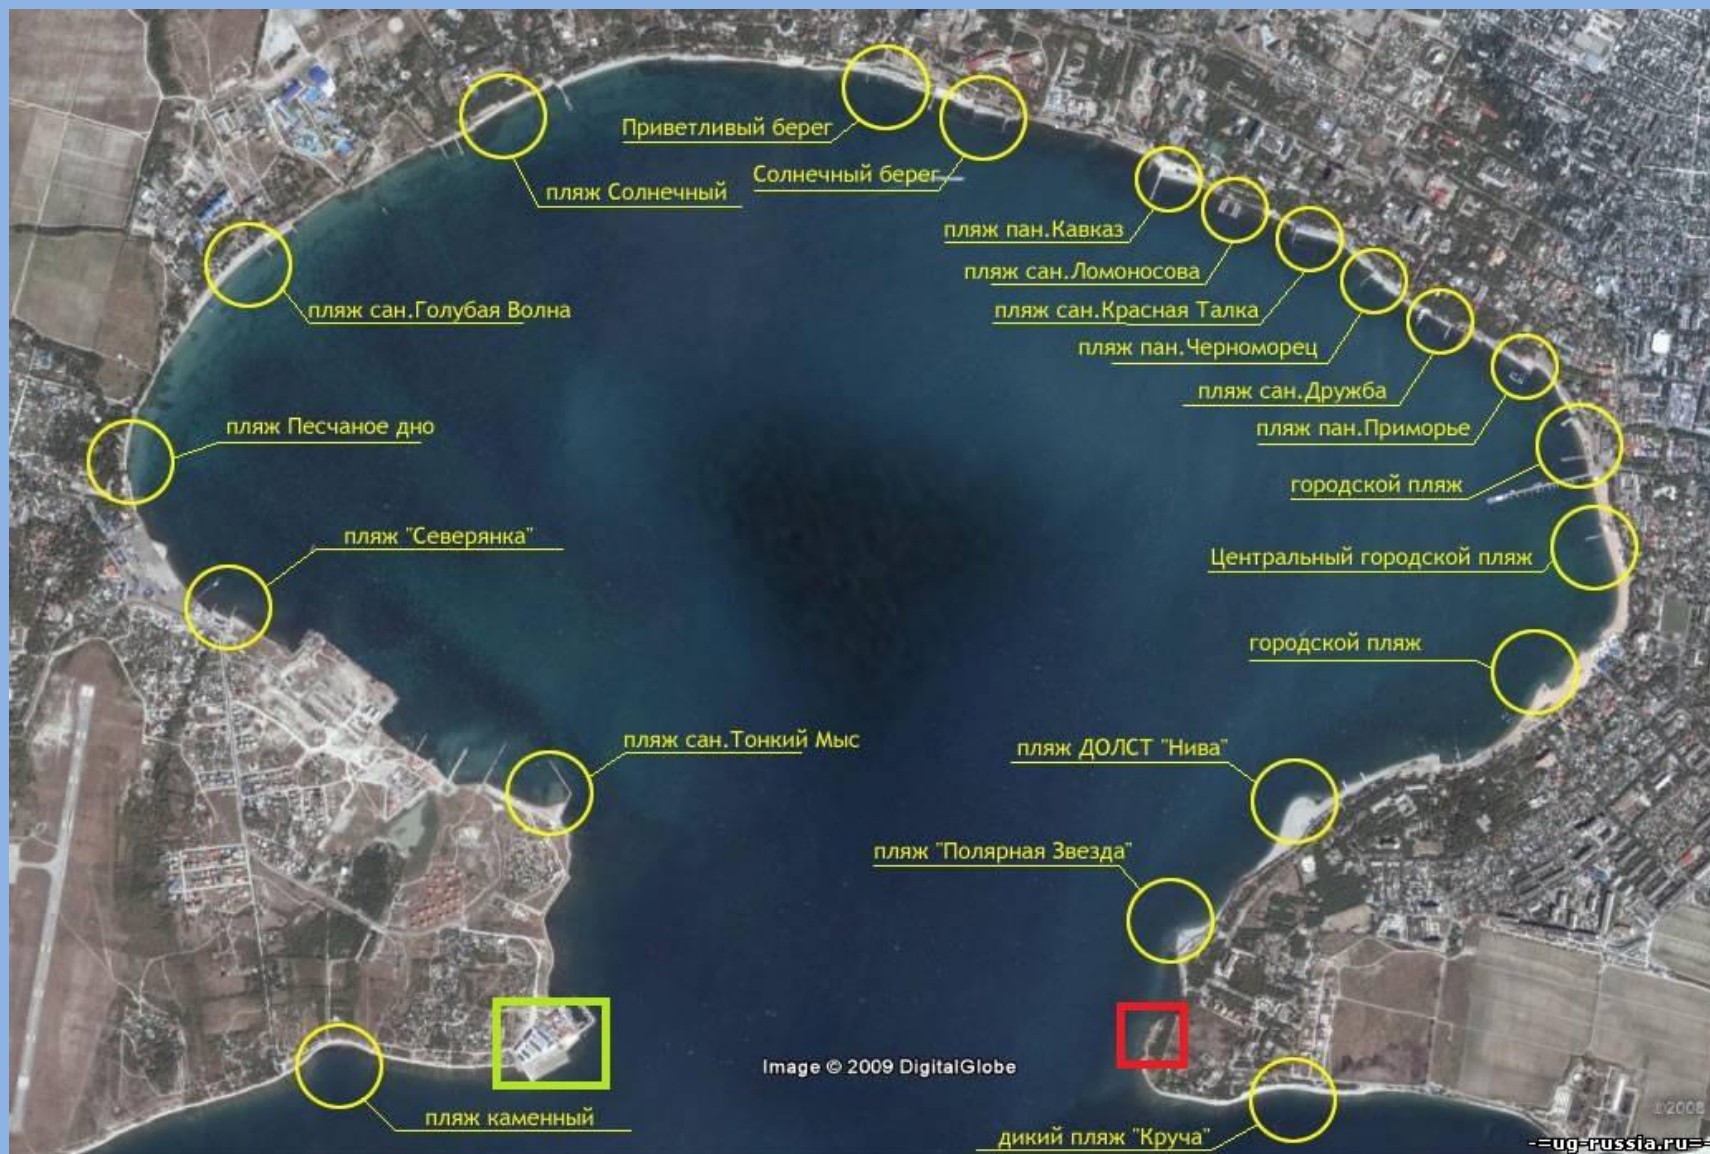 Приветливый берег
Солнечный берег
пляж Солнечный
пляж пан.Кавказ
пляж сан.Ломоносова
пляж сан.Голубая Волна
пляж сан.Красная Талка
пляж пан.Черноморец
пляж сан.Дружба
пляж Песчаное дно
пляж пан.Приморье
городской пляж
пляж "Северянка"
Центральный городской пляж
городской пляж
пляж сан.Тонкий Мыс
пляж ДОЛСТ "Нива"
пляж "Полярная Звезда"
Image © 2009 DigitalGlobe
пляж каменный
©2008
дикий пляж "Круча"
-=ug-russia.ru=-